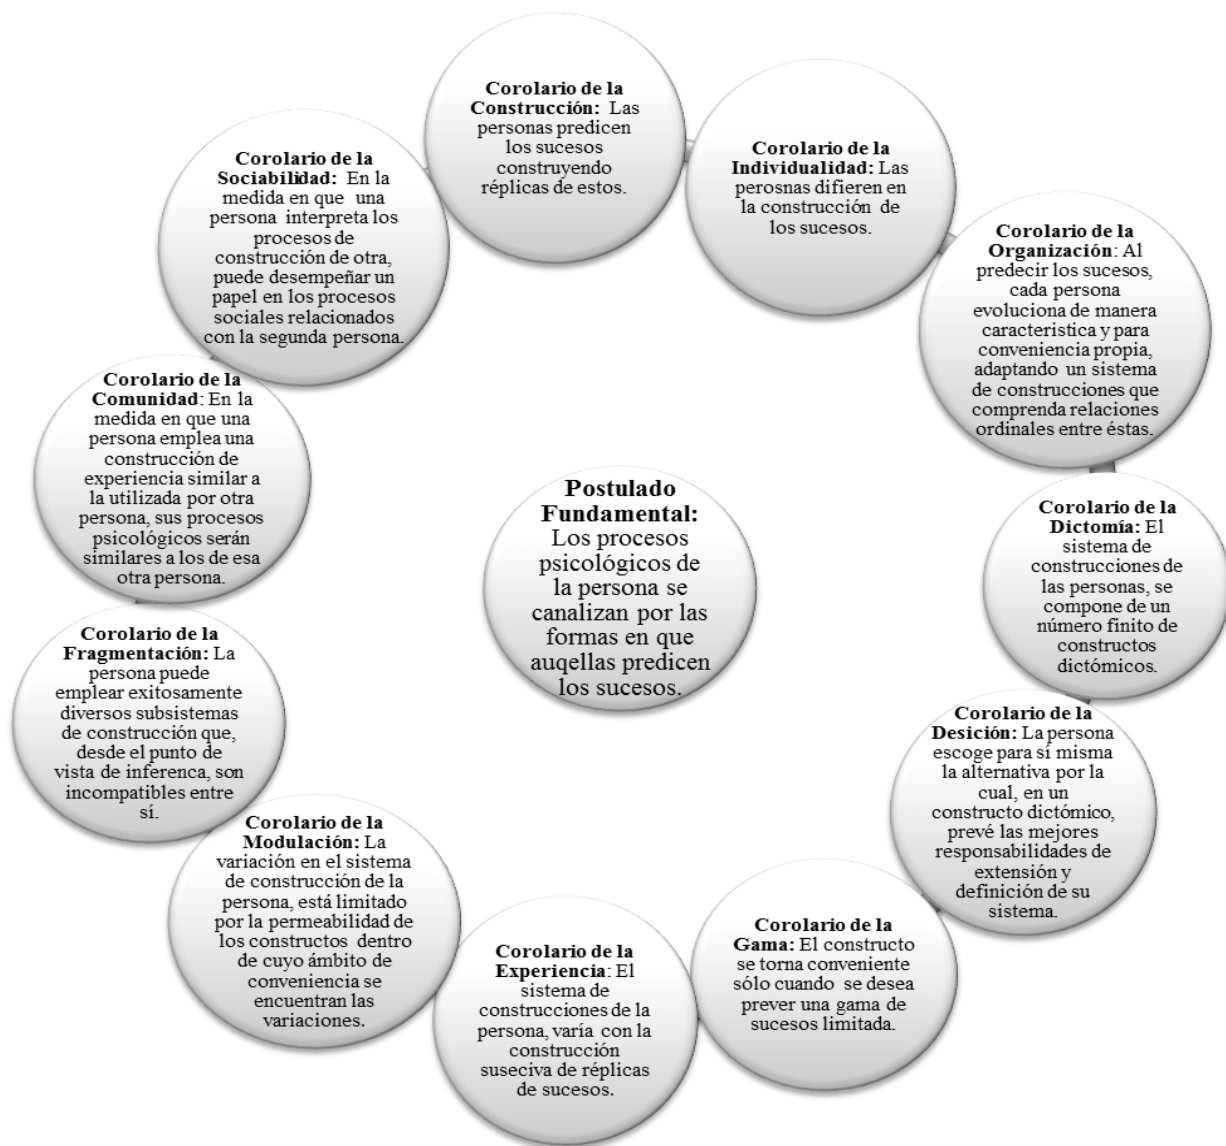 Corolario de la
Construcción: Las
personas predicen
los sucesos
construyendo
réplicas de estos.
Corolario de la
Individualidad: Las
perosnas difieren en
la construcción de
los sucesos.
Corolario de la
Organización: Al
predecir los sucesos,
cada persona
evoluciona de manera
caracteristica y para
conveniencia propia,
adaptando un sistema
de construcciones que
comprenda relaciones
ordinales entre éstas.
Corolario de la
Dictomía: El
sistema de
construcciones de
las personas, se
compone de un
número finito de
constructos
dictómicos.
Corolario de la
Desición: La persona
escoge para sí misma
la alternativa por la
cual, en un
constructo dictómico,
prevé las mejores
responsabilidades de
extensión y
definición de su
sistema.
Corolario de la
Gama: El constructo
se torna conveniente
sólo cuando se desea
prever una gama de
sucesos limitada.
Corolario de la
Experiencia: El
sistema de
construcciones de la
persona, varía con la
construcción
suseciva de réplicas
de sucesos.
Corolario de la
Modulación: La
variación en el sistema
de construcción de la
persona, está limitado
por la permeabilidad de
los constructos dentro
de cuyo ámbito de
conveniencia se
encuentran las
variaciones.
Corolario de la
Fragmentación: La
persona puede
emplear exitosamente
diversos subsistemas
de construcción que,
desde el punto de
vista de inferenca, son
incompatibles entre
sí.
Corolario de la
Comunidad: En la
medida en que una
persona emplea una
construcción de
experiencia similar a
la utilizada por otra
persona, sus procesos
psicológicos serán
similares a los de esa
otra persona.
Corolario de la
Sociabilidad: En la
medida en que una
persona interpreta los
procesos de
construcción de otra,
puede desempeñar un
papel en los procesos
sociales relacionados
con la segunda persona.
Postulado
Fundamental:
Los procesos
psicológicos de
la persona se
canalizan por las
formas en que
auqellas predicen
los sucesos.